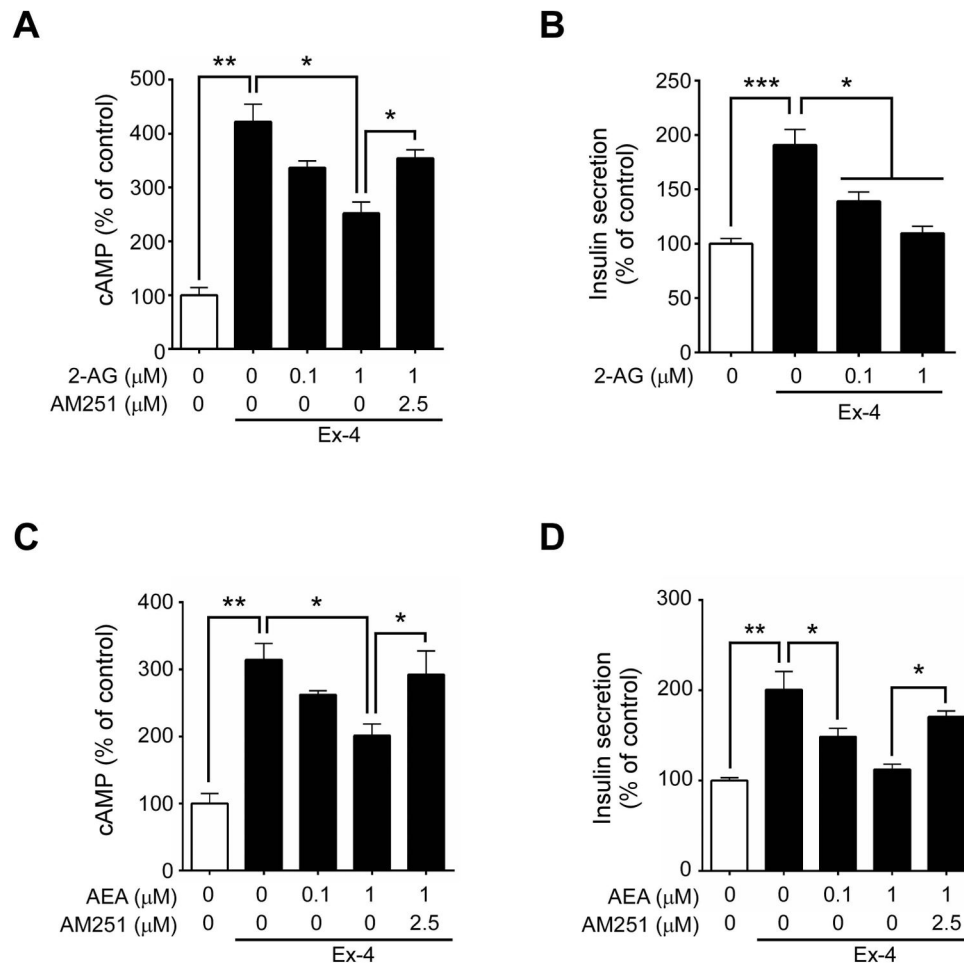 A
cAMP (% of control)
500
400
300
200
100
0
** * *
2-AG (μM) 0 0 0.1 1 1
AM251 (μM) 0 0 0 0 2.5
Ex-4
B
Insulin secretion
(% of control)
250
200
150
100
50
0
*** *
2-AG (μM) 0 0 0.1 1
Ex-4
C
cAMP (% of control)
400
300
200
100
0
** * *
AEA (μM) 0 0 0.1 1 1
AM251 (μM) 0 0 0 0 2.5
Ex-4
D
Insulin secretion
(% of control)
300
200
100
0
** * *
AEA (μM) 0 0 0.1 1 1
AM251 (μM) 0 0 0 0 2.5
Ex-4